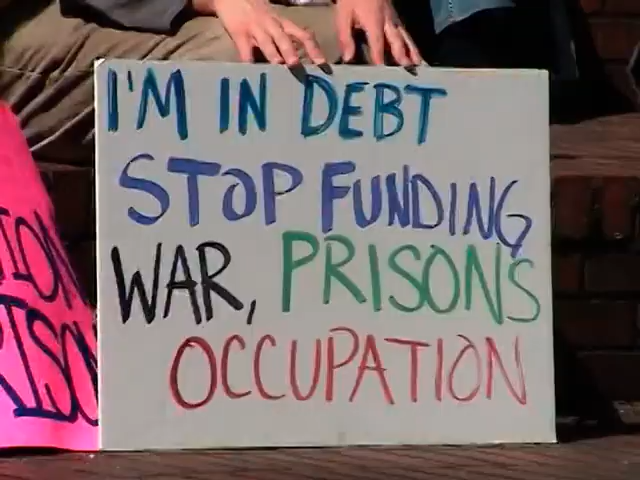 I'M IN DEBT
STOP FUNDING
WAR, PRISONS
OCCUPATION